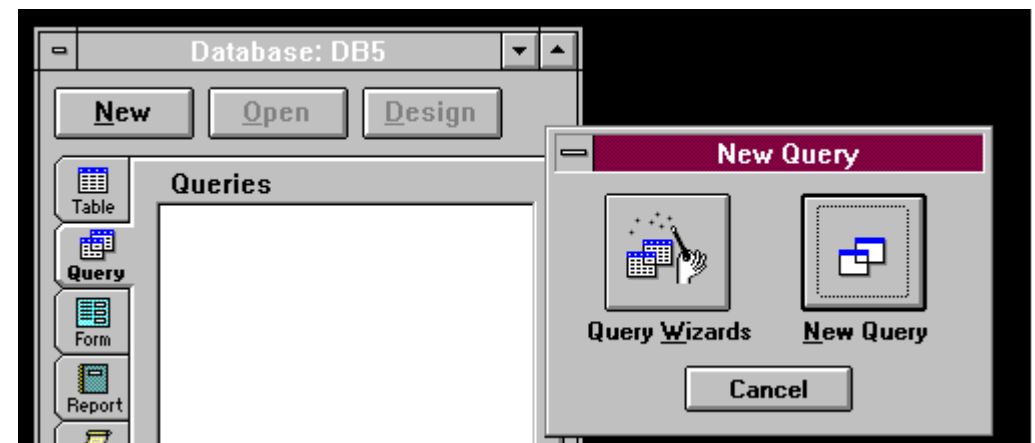 Database: DB5
New Open Design
New Query
Queries
Table
Query
Form
Report
Query Wizards New Query
Cancel